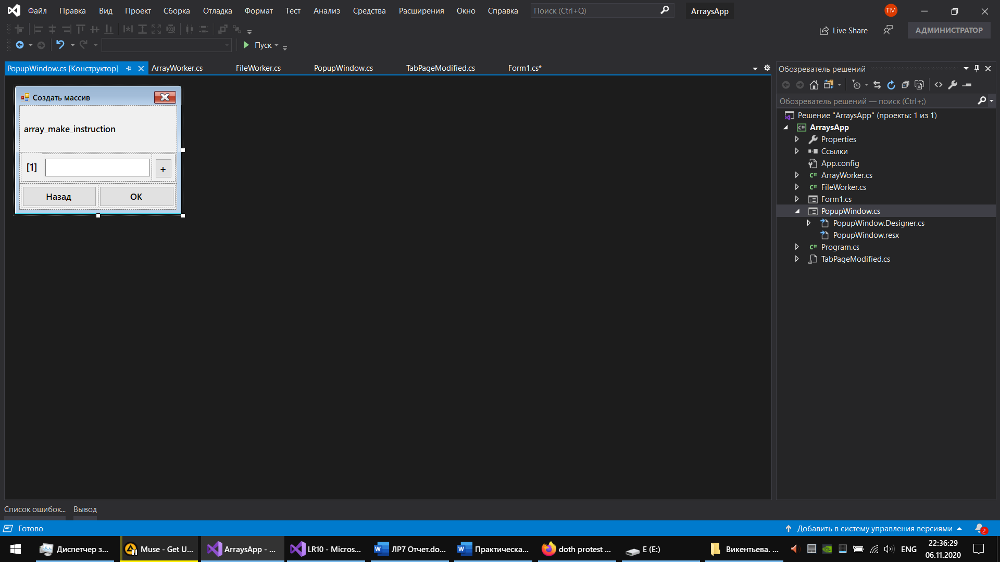 Файл Правка Вид Проект Сборка Отладка Формат Тест Анализ Средства Расширения Окно Справка Поиск (Ctrl+Q) ArraysApp TM
Live Share АДМИНИСТРАТОР
Пуск
PopupWindow.cs [Конструктор] ArrayWorker.cs FileWorker.cs PopupWindow.cs TabPageModified.cs Form1.cs*
Создать массив
array_make_instruction
[1] +
Назад OK
Обозреватель решений
Обозреватель решений — поиск (Ctrl+;)
Решение "ArraysApp" (проекты: 1 из 1)
C# ArraysApp
Properties
Ссылки
App.config
C# ArrayWorker.cs
C# FileWorker.cs
Form1.cs
PopupWindow.cs
PopupWindow.Designer.cs
PopupWindow.resx
C# Program.cs
TabPageModified.cs
Список ошибок... Вывод
Готово Добавить в систему управления версиями 2
Диспетчер з... Muse - Get U... ArraysApp - ... LR10 - Micros... ЛР7 Отчет.do... Практическа... doth protest ... E (E:) Викентьева. ... ENG 22:36:29
06.11.2020